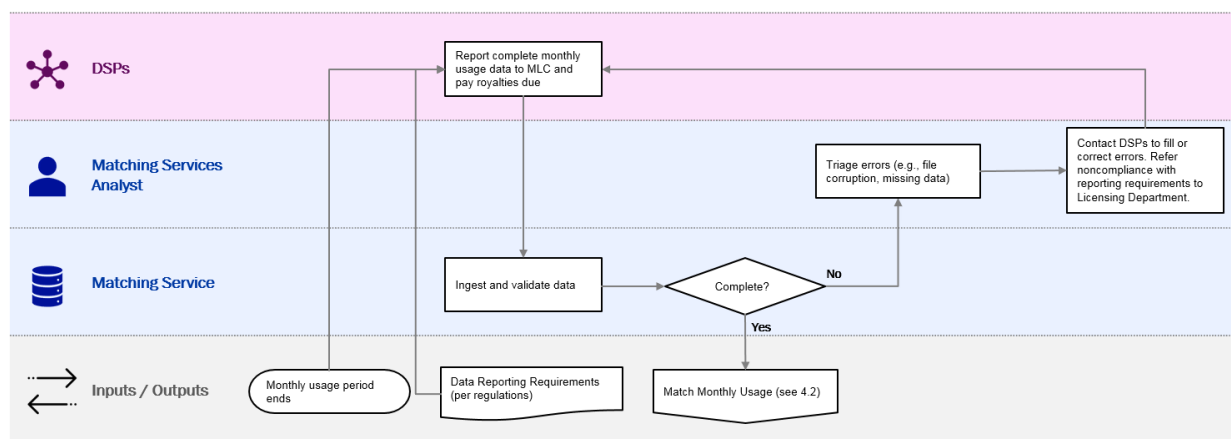 DSPs
Report complete monthly
usage data to MLC and
pay royalties due
Matching Services
Analyst
Triage errors (e.g., file
corruption, missing data)
Contact DSPs to fill or
correct errors. Refer
noncompliance with
reporting requirements to
Licensing Department.
Matching Service
Ingest and validate data
Complete?
No
Yes
Inputs / Outputs
Monthly usage period
ends
Data Reporting Requirements
(per regulations)
Match Monthly Usage (see 4.2)